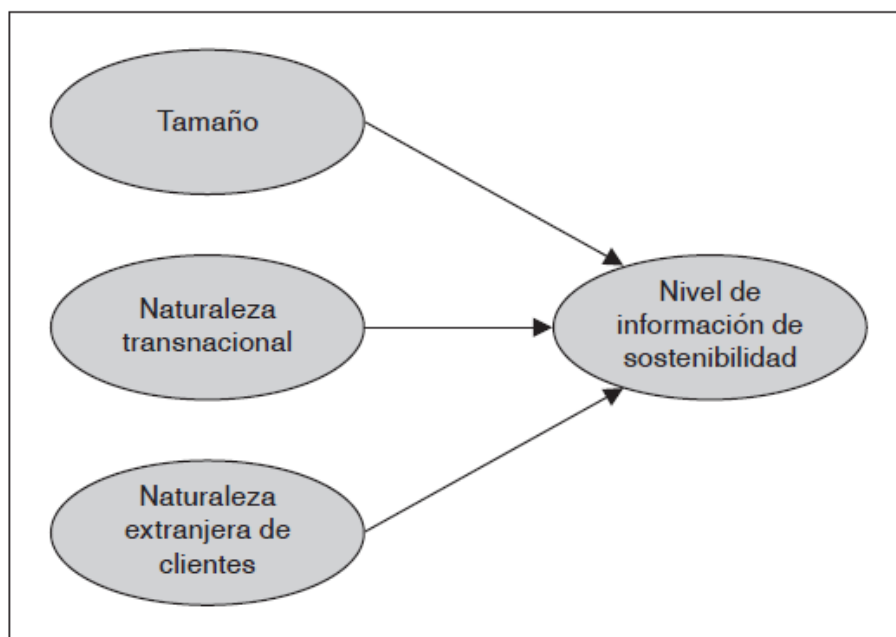 Tamaño
Naturaleza
transnacional
Naturaleza
extranjera de
clientes
Nivel de
información de
sostenibilidad